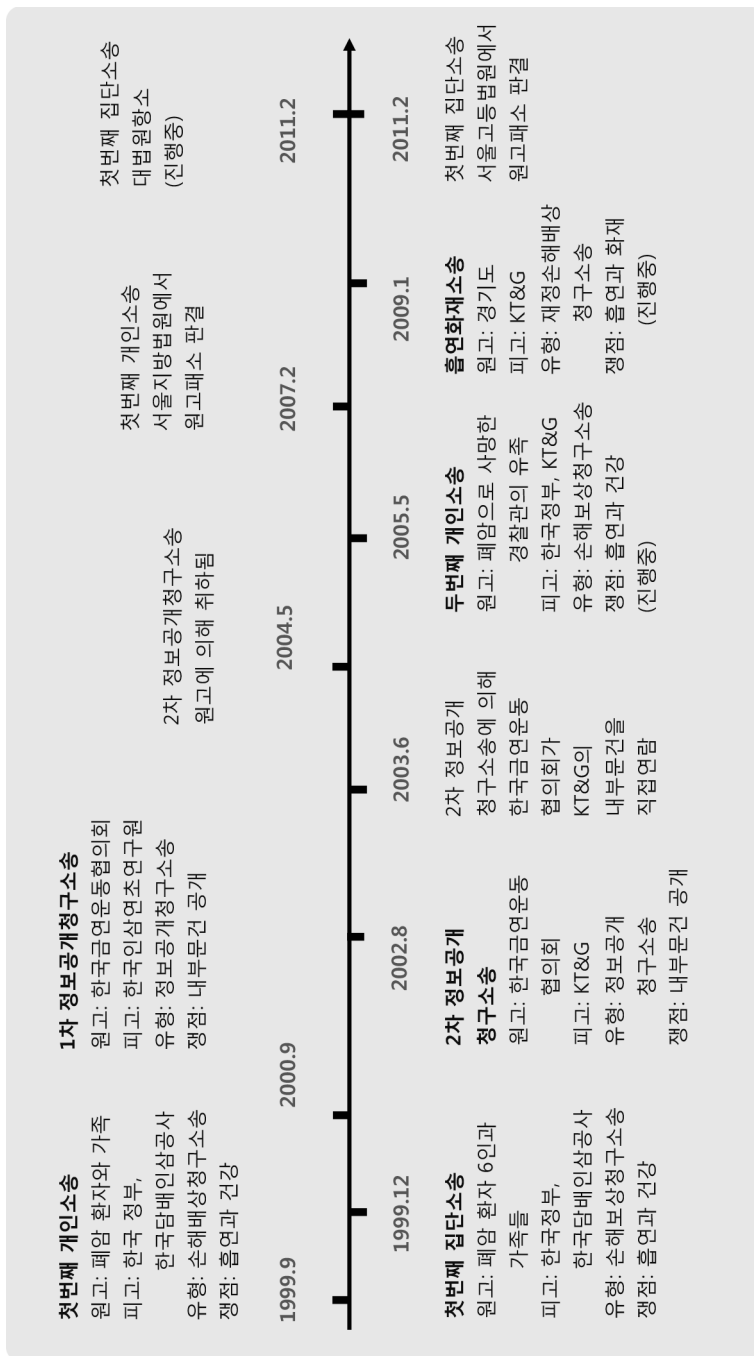 첫번째 개인소송
원고: 폐암 환자와 가족
피고: 한국 정부,
한국담배인삼공사
유형: 손해배상청구소송
쟁점: 흡연과 건강
1999.9
1차 정보공개청구소송
원고: 한국금연운동협의회
피고: 한국인삼연초연구원
유형: 정보공개청구소송
쟁점: 내부문건 공개
2000.9
2차 정보공개청구소송
원고에 의해 취하됨
2004.5
첫번째 개인소송
서울지방법원에서
원고패소 판결
2007.2
첫번째 집단소송
대법원항소
(진행중)
2011.2
1999.12
첫번째 집단소송
원고: 폐암 환자 6인과
가족들
피고: 한국정부,
한국담배인삼공사
유형: 손해보상청구소송
쟁점: 흡연과 건강
2002.8
2차 정보공개
청구소송
원고: 한국금연운동
협의회
피고: KT&G
유형: 정보공개
청구소송
쟁점: 내부문건 공개
2003.6
2차 정보공개
청구소송에 의해
한국금연운동
협의회가
KT&G의
내부문건을
직접연람
2005.5
두번째 개인소송
원고: 폐암으로 사망한
경찰관의 유족
피고: 한국정부, KT&G
유형: 손해보상청구소송
쟁점: 흡연과 건강
(진행중)
2009.1
흡연화재소송
원고: 경기도
피고: KT&G
유형: 재정손해배상
청구소송
쟁점: 흡연과 화재
(진행중)
2011.2
첫번째 집단소송
서울고등법원에서
원고패소 판결